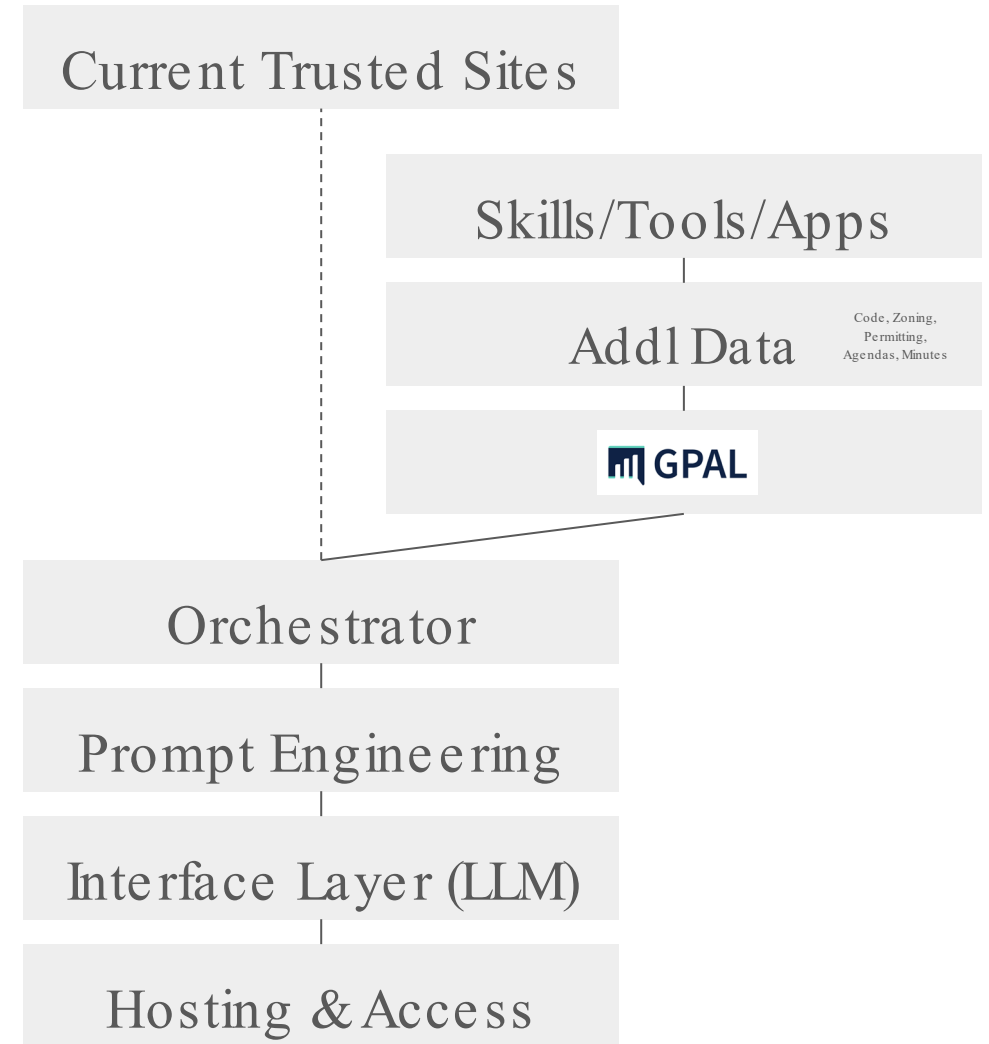 Current Trusted Sites
Skills/Tools/Apps
Addl Data
Code, Zoning,
Permitting,
Agendas, Minutes
GPAL
Orchestrator
Prompt Engineering
Interface Layer (LLM)
Hosting & Access